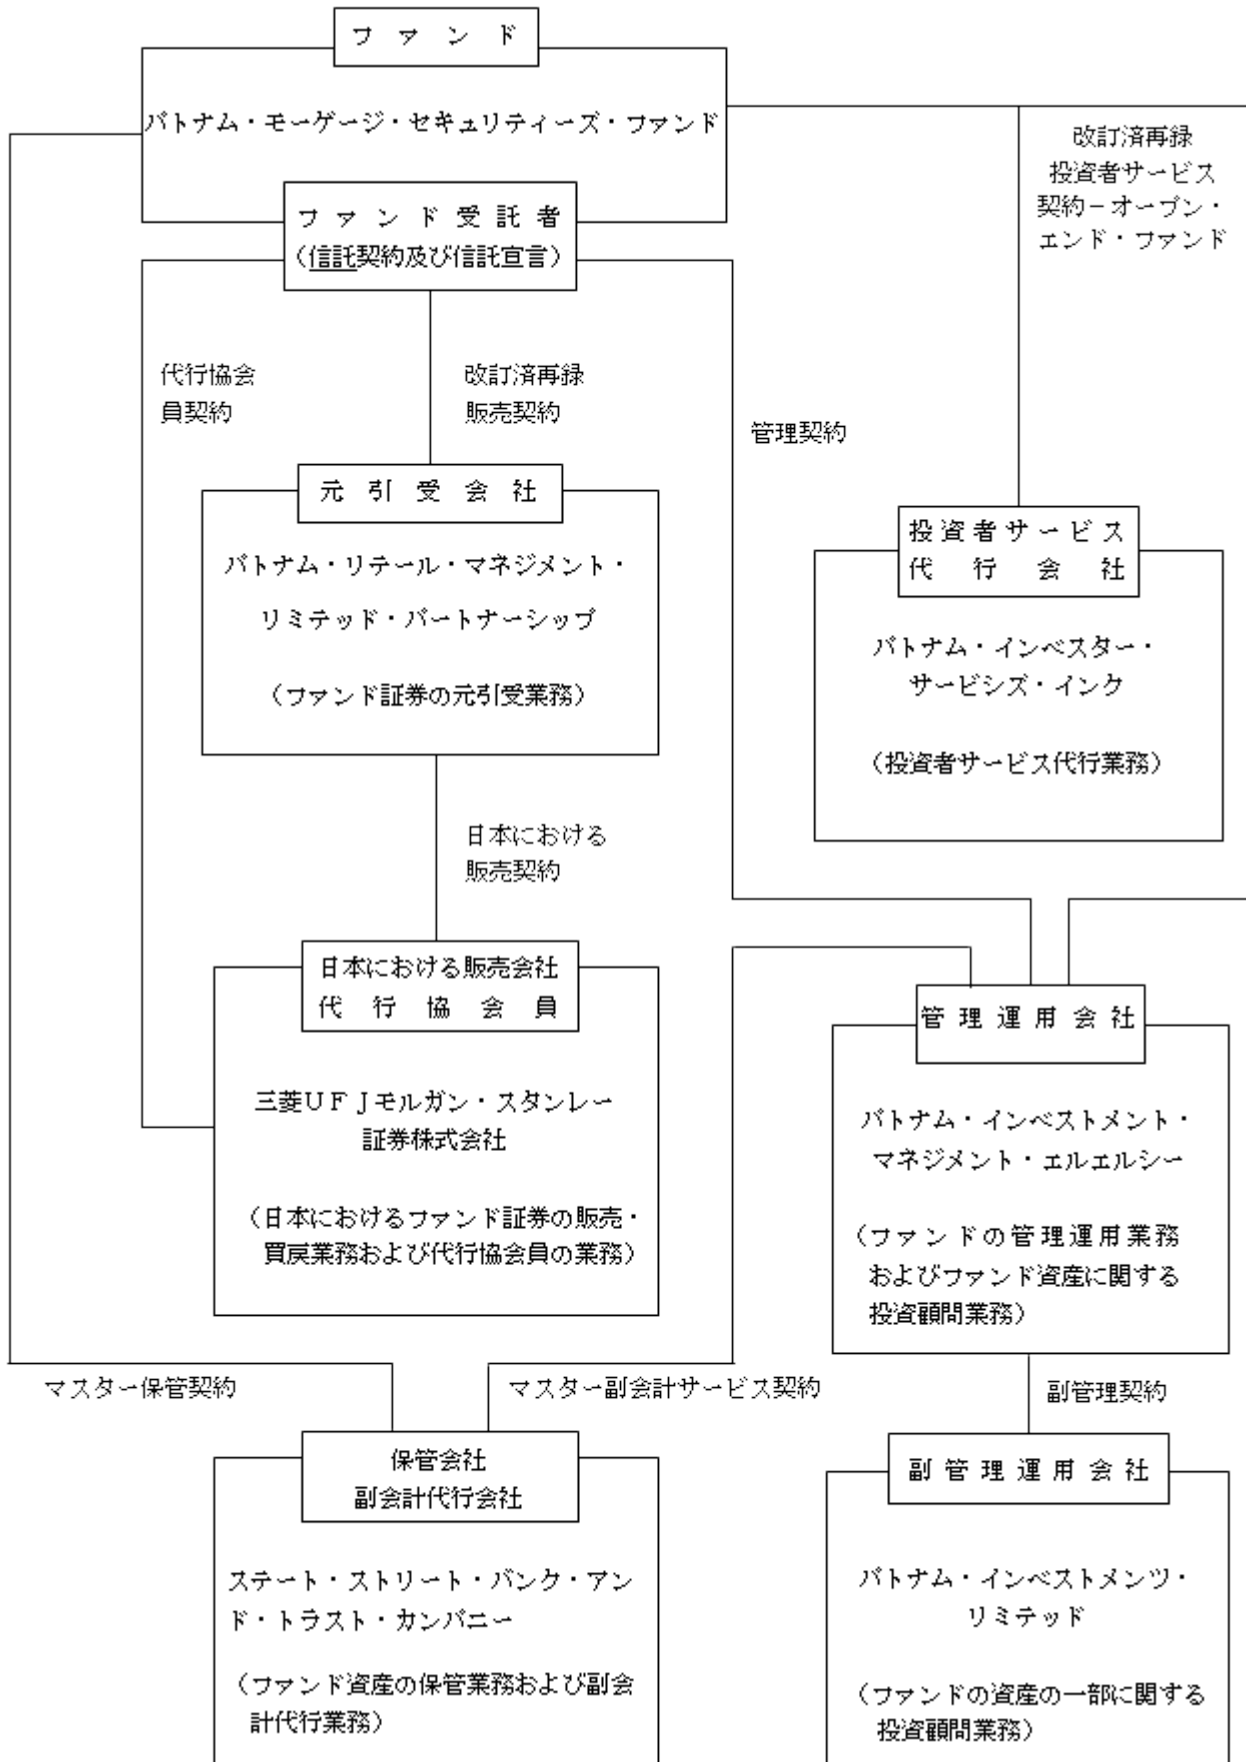 ファンド
パトナム・モーゲージ・セキュリティーズ・ファンド
ファンド受託者
(信託契約及び信託宣言)
改訂済再録
投資者サービス
契約－オープン・
エンド・ファンド
代行協会
員契約
改訂済再録
販売契約
管理契約
元引受会社
パトナム・リテール・マネジメント・
リミテッド・パートナーシップ
(ファンド証券の元引受業務)
投資者サービス
代行会社
パトナム・インベスター・
サービシズ・インク
(投資者サービス代行業務)
日本における
販売契約
日本における販売会社
代行協会員
三菱ＵＦＪモルガン・スタンレー
証券株式会社
(日本におけるファンド証券の販売・
買戻業務および代行協会員の業務)
管理運用会社
パトナム・インベストメント・
マネジメント・エルエルシー
(ファンドの管理運用業務
およびファンド資産に関する
投資顧問業務)
マスター保管契約
マスター副会計サービス契約
副管理契約
保管会社
副会計代行会社
ステート・ストリート・バンク・アン
ド・トラスト・カンパニー
(ファンド資産の保管業務および副会
計代行業務)
副管理運用会社
パトナム・インベストメンツ・
リミテッド
(ファンドの資産の一部に関する
投資顧問業務)